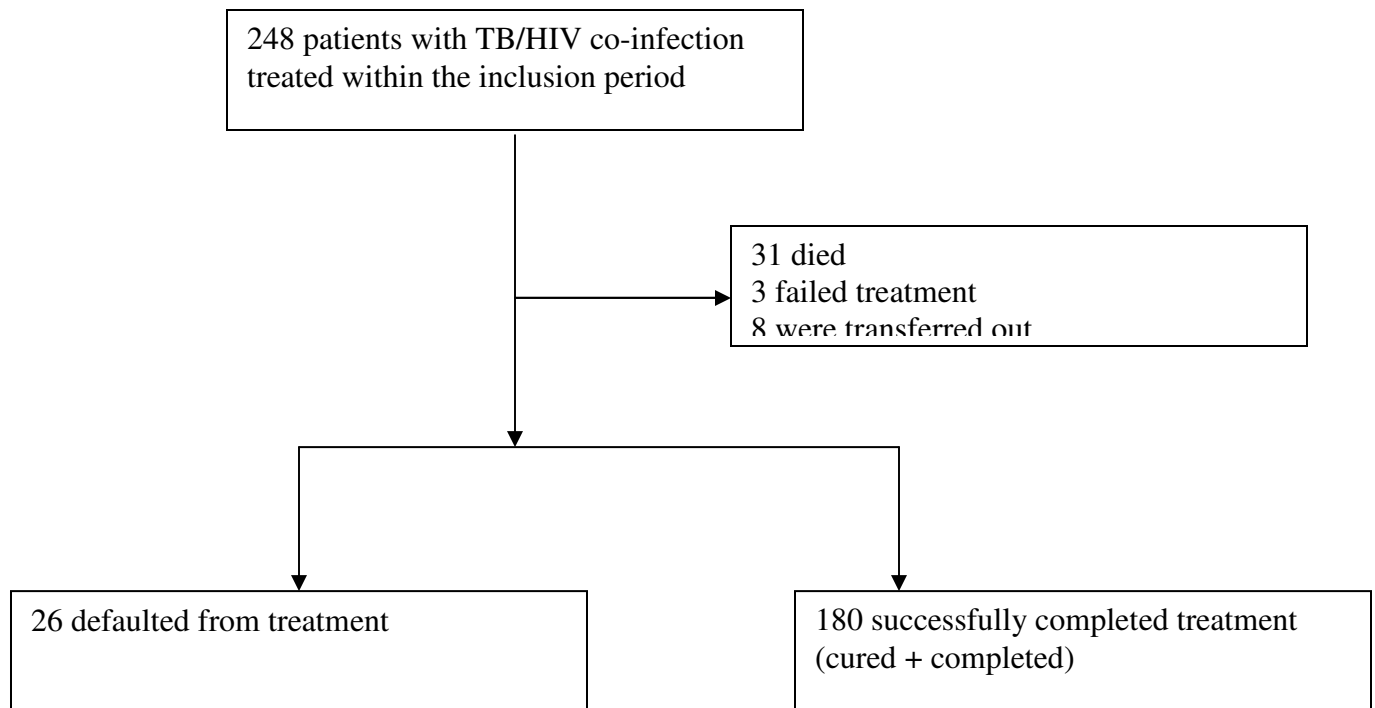 248 patients with TB/HIV co-infection
treated within the inclusion period
31 died
3 failed treatment
8 were transferred out
26 defaulted from treatment
180 successfully completed treatment
(cured + completed)